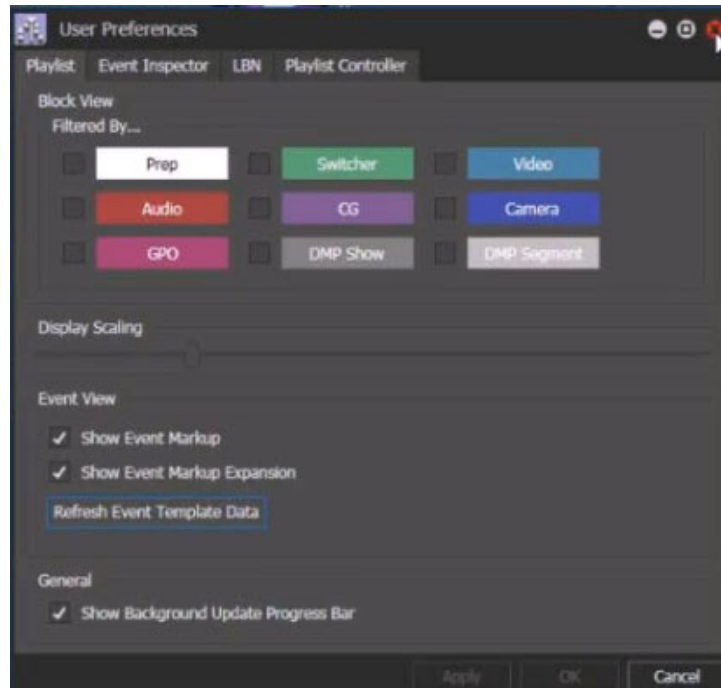 User Preferences
Playlist Event Inspector LBN Playlist Controller
Block View
Filtered By...
Prep Switcher Video
Audio CG Camera
GPO DMP Show DMP Segment
Display Scaling
Event View
Show Event Markup
Show Event Markup Expansion
Refresh Event Template Data
General
Show Background Update Progress Bar
Apply OK Cancel